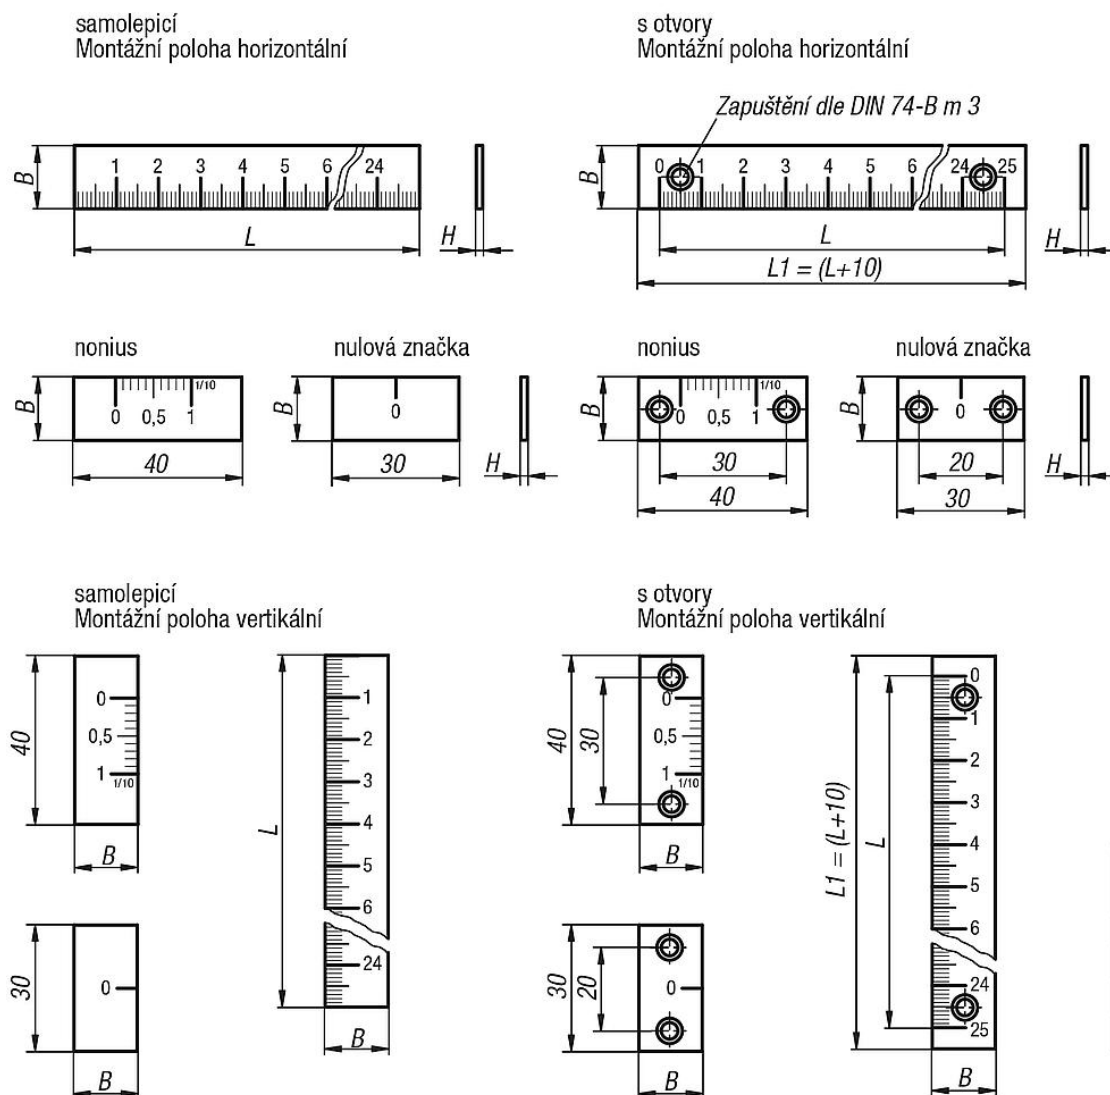 samolepicí
Montážní poloha horizontální
s otvory
Montážní poloha horizontální
Zapuštění dle DIN 74-B m 3
B
1 2 3 4 5 6 24
L
H
B
0 1 2 3 4 5 6 24 25
L
L1 = (L+10)
H
nonius
nulová značka
nonius
nulová značka
B
1/10
0 0,5 1
40
B
0
30
H
B
1/10
0 0,5 1
30
40
B
0
20
30
H
samolepicí
Montážní poloha vertikální
s otvory
Montážní poloha vertikální
40
0
0,5
1
1/10
B
L
1
2
3
4
5
6
24
B
30
0
B
40
30
0
0,5
1
1/10
B
30
20
0
B
L1 = (L+10)
L
0
1
2
3
4
5
6
24
25
B